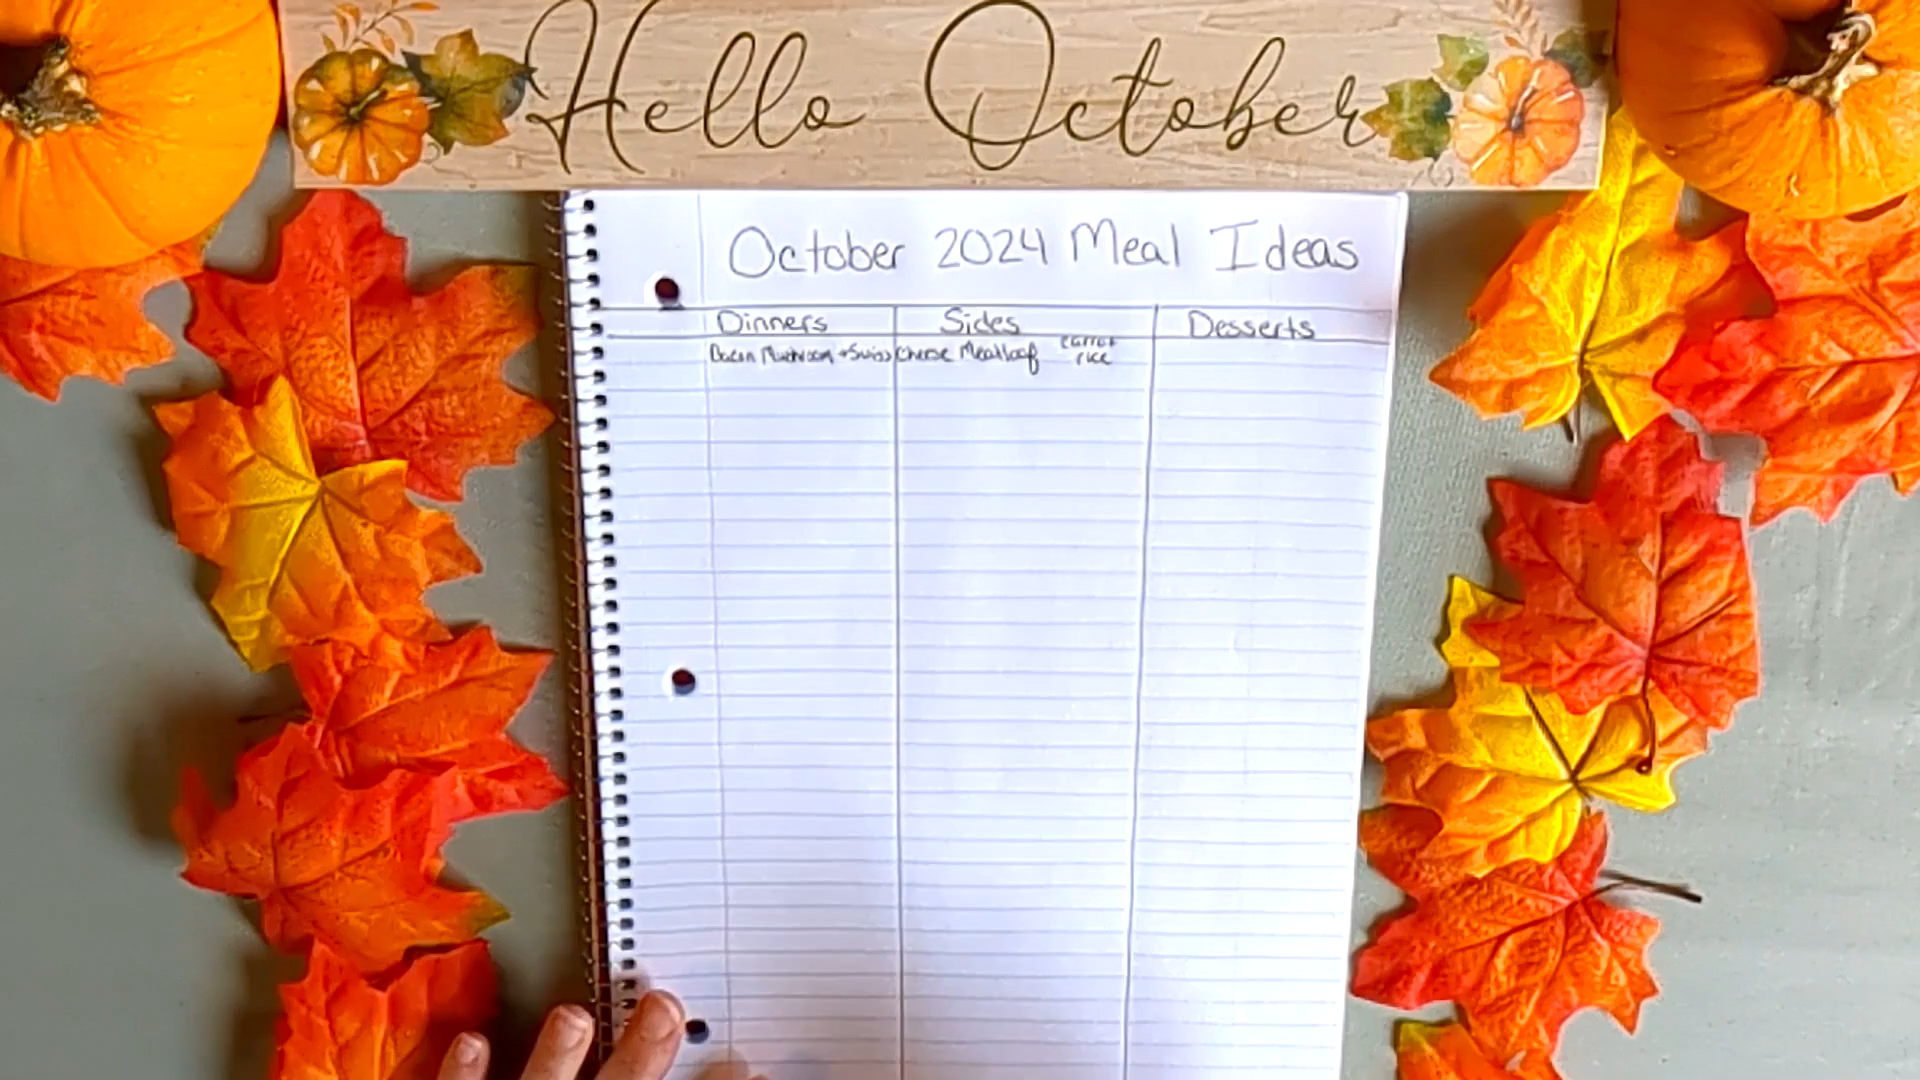 Hello October
October 2024 Meal Ideas
Dinners Sides Desserts
Bacon Mushroom + Swiss Cheese Meatloaf carrot
rice